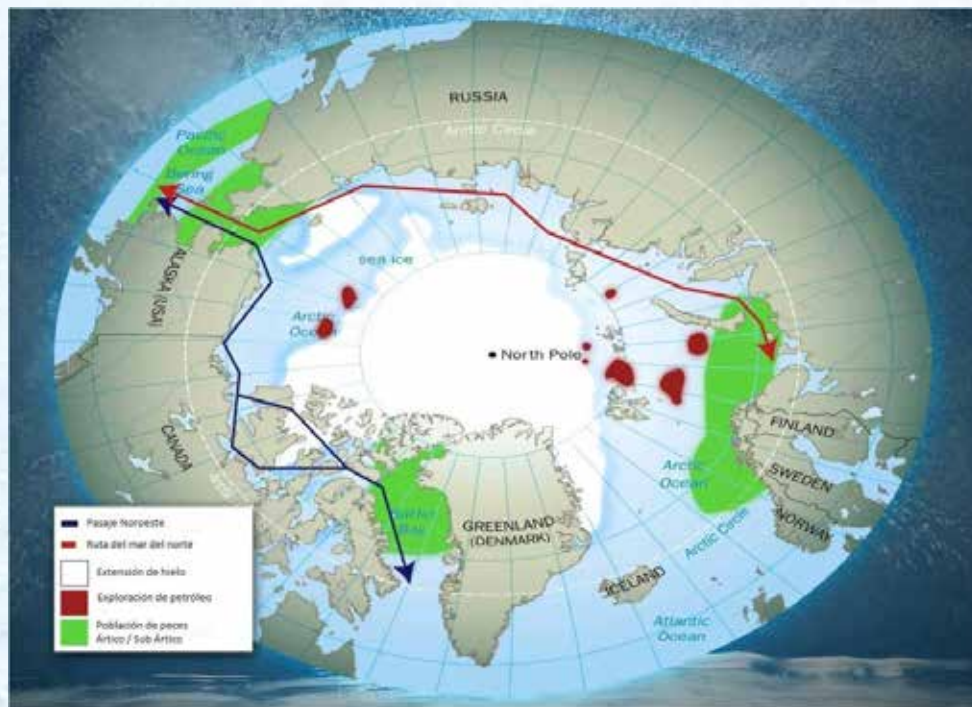 RUSSIA
Arctic Circle
Pacific
Ocean
Bering
Sea
ALASKA (USA)
sea ice
Arctic
Ocean
North Pole
CANADA
FINLAND
SWEDEN
NORWAY
Arctic
Ocean
Arctic Circle
Baffin
Bay
GREENLAND
(DENMARK)
ICELAND
Atlantic
Ocean
Pasaje Noroeste
Ruta del mar del norte
Extensión de hielo
Exploración de petróleo
Población de peces
Ártico / Sub Ártico